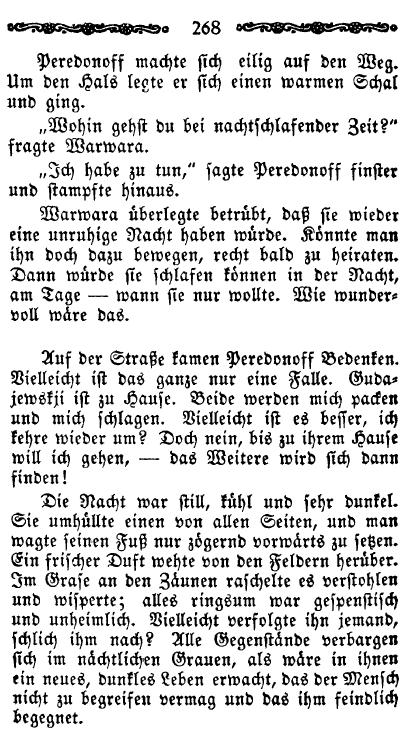 268
Peredonoff machte sich eilig auf den Weg.
Um den Hals legte er sich einen warmen Schal
und ging.
„Wohin gehst du bei nachtschlafender Zeit?“
fragte Warwara.
„Ich habe zu tun,“ sagte Peredonoff finster
und stampfte hinaus.
Warwara überlegte betrübt, daß sie wieder
eine unruhige Nacht haben würde. Könnte man
ihn doch dazu bewegen, recht bald zu heiraten.
Dann würde sie schlafen können in der Nacht,
am Tage — wann sie nur wollte. Wie wunder-
voll wäre das.
Auf der Straße kamen Peredonoff Bedenken.
Vielleicht ist das ganze nur eine Falle. Guda-
jewskji ist zu Hause. Beide werden mich packen
und mich schlagen. Vielleicht ist es besser, ich
kehre wieder um? Doch nein, bis zu ihrem Hause
will ich gehen, — das Weitere wird sich dann
finden!
Die Nacht war still, kühl und sehr dunkel.
Sie umhüllte einen von allen Seiten, und man
wagte seinen Fuß nur zögernd vorwärts zu setzen.
Ein frischer Duft wehte von den Feldern herüber.
Im Grase an den Zäunen raschelte es verstohlen
und wisperte; alles ringsum war gespenstisch
und unheimlich. Vielleicht verfolgte ihn jemand,
schlich ihm nach? Alle Gegenstände verbargen
sich im nächtlichen Grauen, als wäre in ihnen
ein neues, dunkles Leben erwacht, das der Mensch
nicht zu begreifen vermag und das ihm feindlich
begegnet.